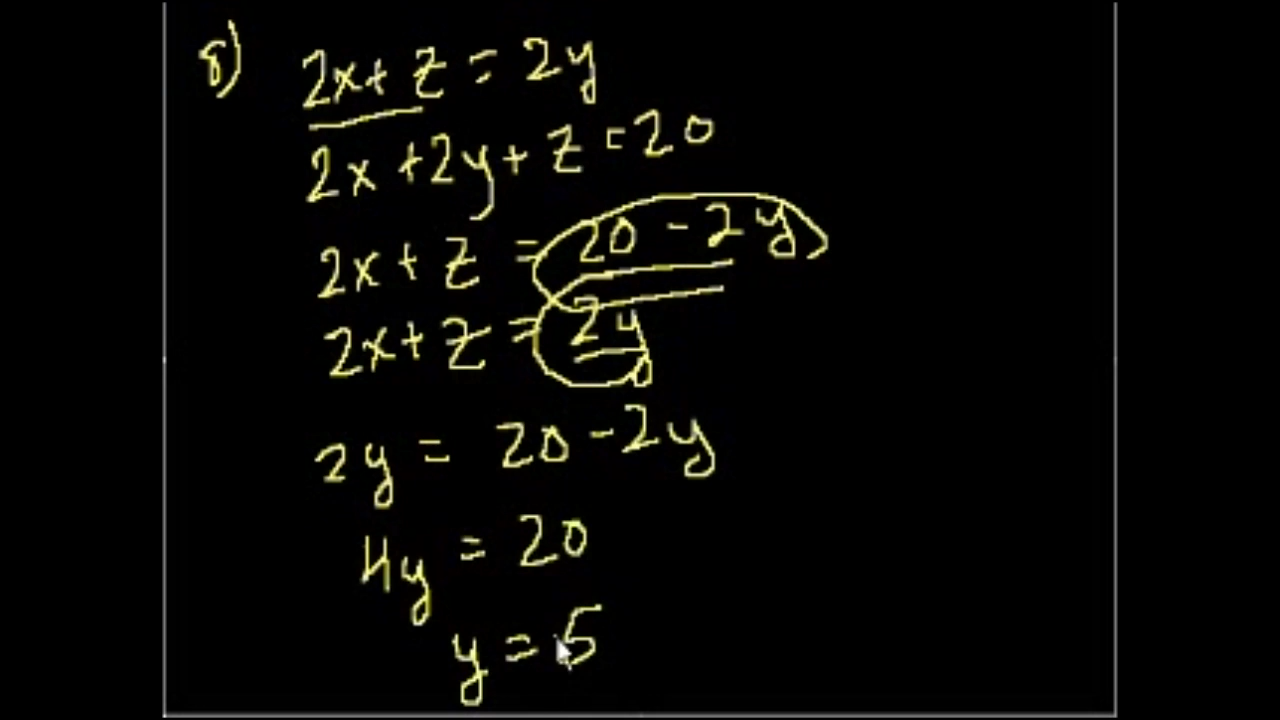 8) 2x + z = 2y
2x + 2y + z = 20
2x + z = 20 - 2y
2x + z = 2y
2y = 20 - 2y
4y = 20
y = 5